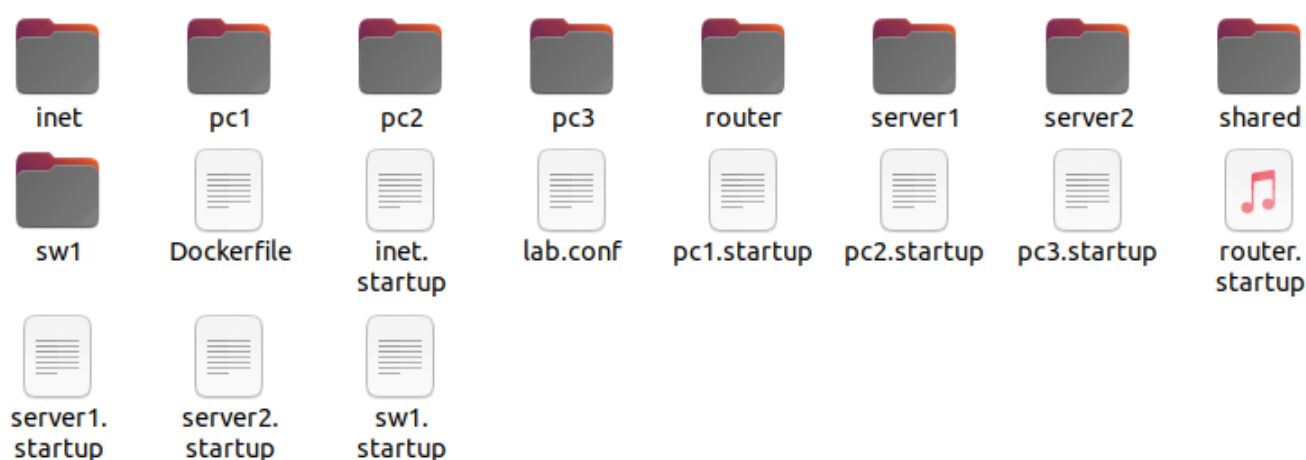 inet pc1 pc2 pc3 router server1 server2 shared
sw1 Dockerfile inet. lab.conf pc1.startup pc2.startup pc3.startup router.
startup startup
server1. server2. sw1.
startup startup startup